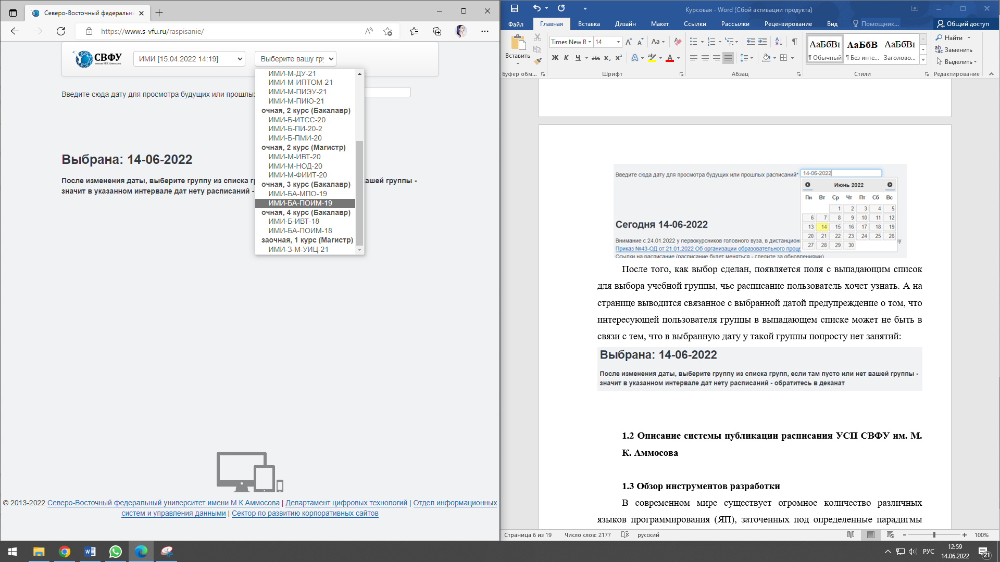 Северо-Восточный федеральн
https://www.s-vfu.ru/raspisanie/
СВФУ
ИМИ [15.04.2022 14:19]
Выберите вашу гру
ИМИ-М-ДУ-21
ИМИ-М-ИПТОМ-21
ИМИ-М-ПИЭУ-21
ИМИ-М-ПИЮ-21
очная, 2 курс (Бакалавр)
ИМИ-Б-ИТСС-20
ИМИ-Б-ПИ-20-2
ИМИ-Б-ПМИ-20
очная, 2 курс (Магистр)
ИМИ-М-ИВТ-20
ИМИ-М-НОД-20
ИМИ-М-ФИИТ-20
очная, 3 курс (Бакалавр)
ИМИ-БА-МПО-19
ИМИ-БА-ПОИМ-19
очная, 4 курс (Бакалавр)
ИМИ-Б-ИВТ-18
ИМИ-БА-ПОИМ-18
заочная, 1 курс (Магистр)
ИМИ-З-М-УИЦ-21
Введите сюда дату для просмотра будущих или прошлых
Выбрана: 14-06-2022
После изменения даты, выберите группу из списка гр вашей группы -
значит в указанном интервале дат нету расписаний -
© 2013-2022 Северо-Восточный федеральный университет имени М.К.Аммосова | Департамент цифровых технологий | Отдел информационных
систем и управления данными | Сектор по развитию корпоративных сайтов
Курсовая - Word (Сбой активации продукта)
Файл Главная Вставка Дизайн Макет Ссылки Рассылки Рецензирование Вид Помощник... Общий доступ
Вставить
Times New R 14
Аа
Ж К Ч abc x₂ x²
АаБбВв АаБбВ АаБбВв
¶ Обычный ¶ Без инте... Заголово...
Найти
Заменить
Выделить
Буфер обм... Шрифт Абзац Стили Редактирование
Введите сюда дату для просмотра будущих или прошлых расписаний* 14-06-2022
Июнь 2022
Пн Вт Ср Чт Пт Сб Вс
1 2 3 4 5
6 7 8 9 10 11 12
13 14 15 16 17 18 19
20 21 22 23 24 25 26
27 28 29 30
Сегодня 14-06-2022
Внимание с 24.01.2022 у первокурсников головного вуза, в дистанцион
Приказ №43-ОД от 21.01.2022 Об организации образовательного проце
Ссылки на расписание (расписание будет меняться - следите за обновлениями)
После того, как выбор сделан, появляется поля с выпадающим список
для выбора учебной группы, чье расписание пользователь хочет узнать. А на
странице выводится связанное с выбранной датой предупреждение о том, что
интересующей пользователя группы в выпадающем списке может не быть в
связи с тем, что в выбранную дату у такой группы попросту нет занятий:
Выбрана: 14-06-2022
После изменения даты, выберите группу из списка групп, если там пусто или нет вашей группы -
значит в указанном интервале дат нету расписаний - обратитесь в деканат
1.2 Описание системы публикации расписания УСП СВФУ им. М.
К. Аммосова
1.3 Обзор инструментов разработки
В современном мире существует огромное количество различных
языков программирования (ЯП), заточенных под определенные парадигмы
Страница 6 из 19 Число слов: 2177 русский 100%
РУС
12:59
14.06.2022
21